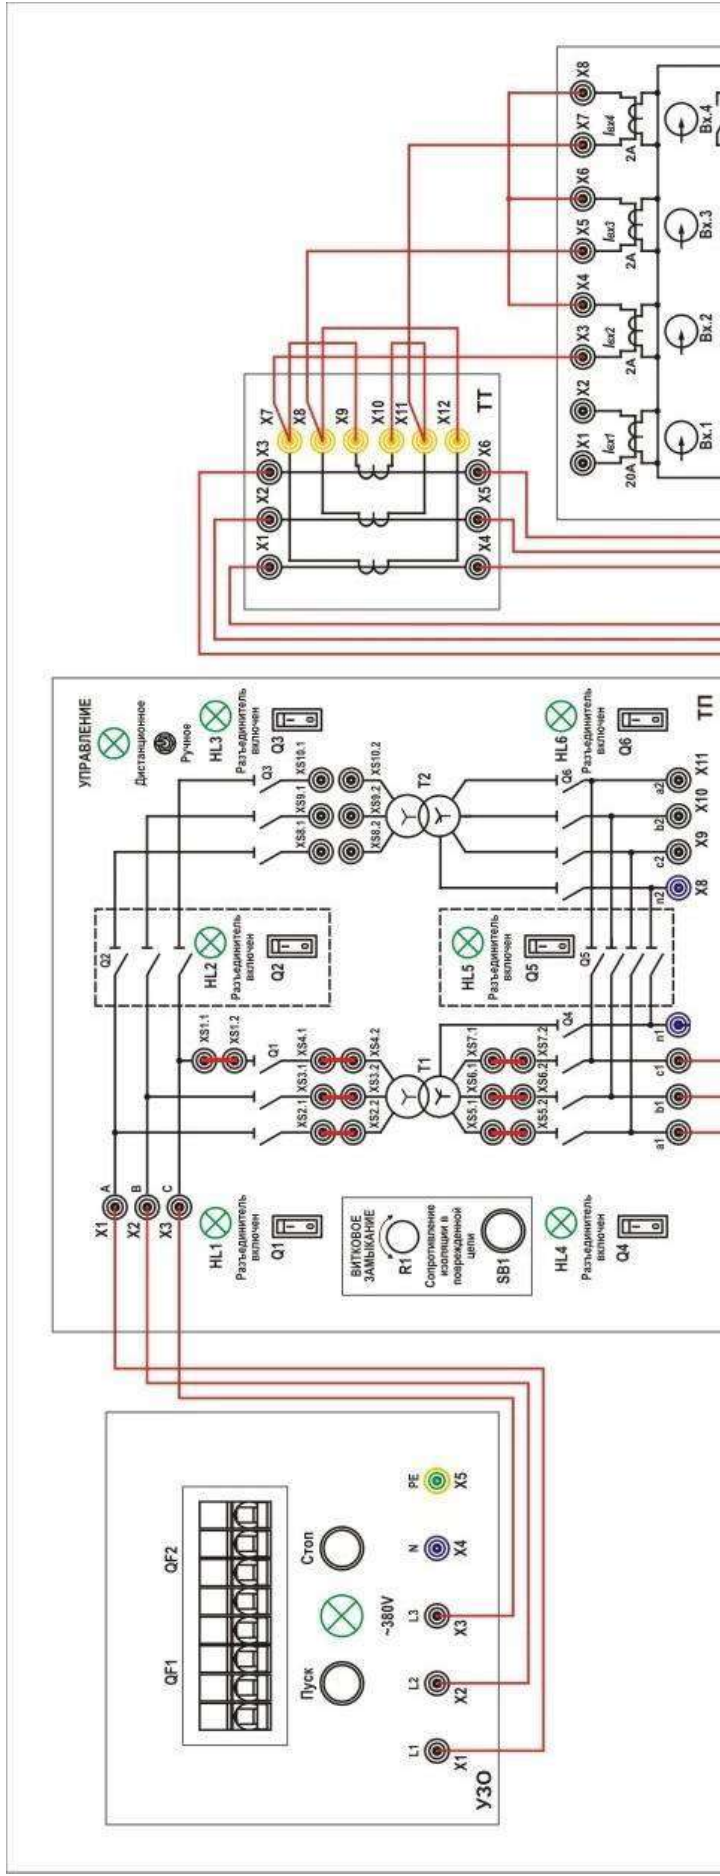 УЗО
QF1
QF2
Пуск
~380V
Стоп
L1
L2
L3
N
PE
X1
X2
X3
X4
X5
X1
A
X2
B
X3
C
HL1
Разъединитель
включен
Q1
ВИТКОВОЕ
ЗАМЫКАНИЕ
R1
Сопротивление
изоляции в
поврежденной
цепи
SB1
HL4
Разъединитель
включен
Q4
XS1.1
XS1.2
Q1
XS2.1
XS3.1
XS4.1
XS2.2
XS3.2
XS4.2
T1
XS5.1
XS6.1
XS7.1
XS5.2
XS6.2
XS7.2
Q4
a1
b1
c1
n1
Q2
HL2
Разъединитель
включен
Q2
HL5
Разъединитель
включен
Q5
Q5
УПРАВЛЕНИЕ
Дистанционное
Ручное
HL3
Разъединитель
включен
Q3
Q3
XS8.1
XS9.1
XS10.1
XS8.2
XS9.2
XS10.2
T2
HL6
Разъединитель
включен
Q6
Q6
n2
c2
b2
a2
X8
X9
X10
X11
ТП
X1
X2
X3
X7
X8
X9
X10
X11
X12
X4
X5
X6
ТТ
X1
X2
X3
X4
X5
X6
X7
X8
Iвх1
Iвх2
Iвх3
Iвх4
20A
2A
2A
2A
Вх.1
Вх.2
Вх.3
Вх.4